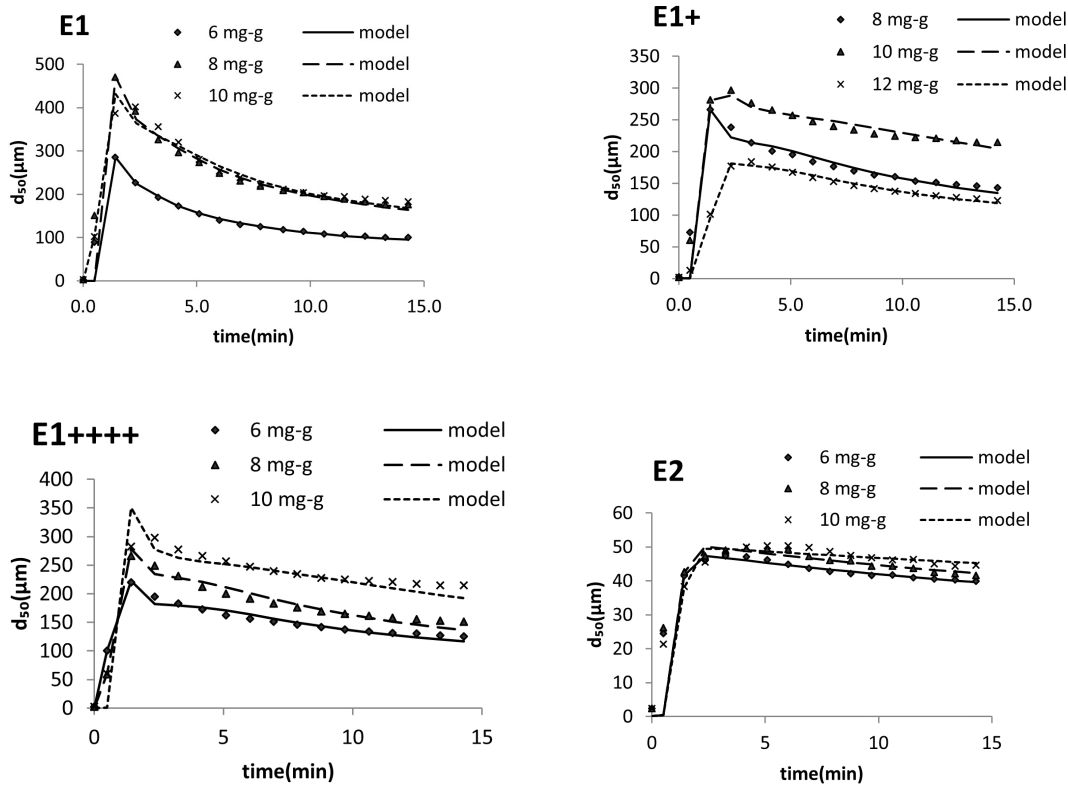 E1
6 mg-g model
8 mg-g model
10 mg-g model
500
400
300
200
100
0
d₅₀(µm)
0.0 5.0 10.0 15.0
time(min)
E1+
8 mg-g model
10 mg-g model
12 mg-g model
350
300
250
200
150
100
50
0
d₅₀(µm)
0.0 5.0 10.0 15.0
time(min)
E1++++
6 mg-g model
8 mg-g model
10 mg-g model
400
350
300
250
200
150
100
50
0
d₅₀(µm)
0 5 10 15
time(min)
E2
6 mg-g model
8 mg-g model
10 mg-g model
60
50
40
30
20
10
0
d₅₀(µm)
0 5 10 15
time(min)